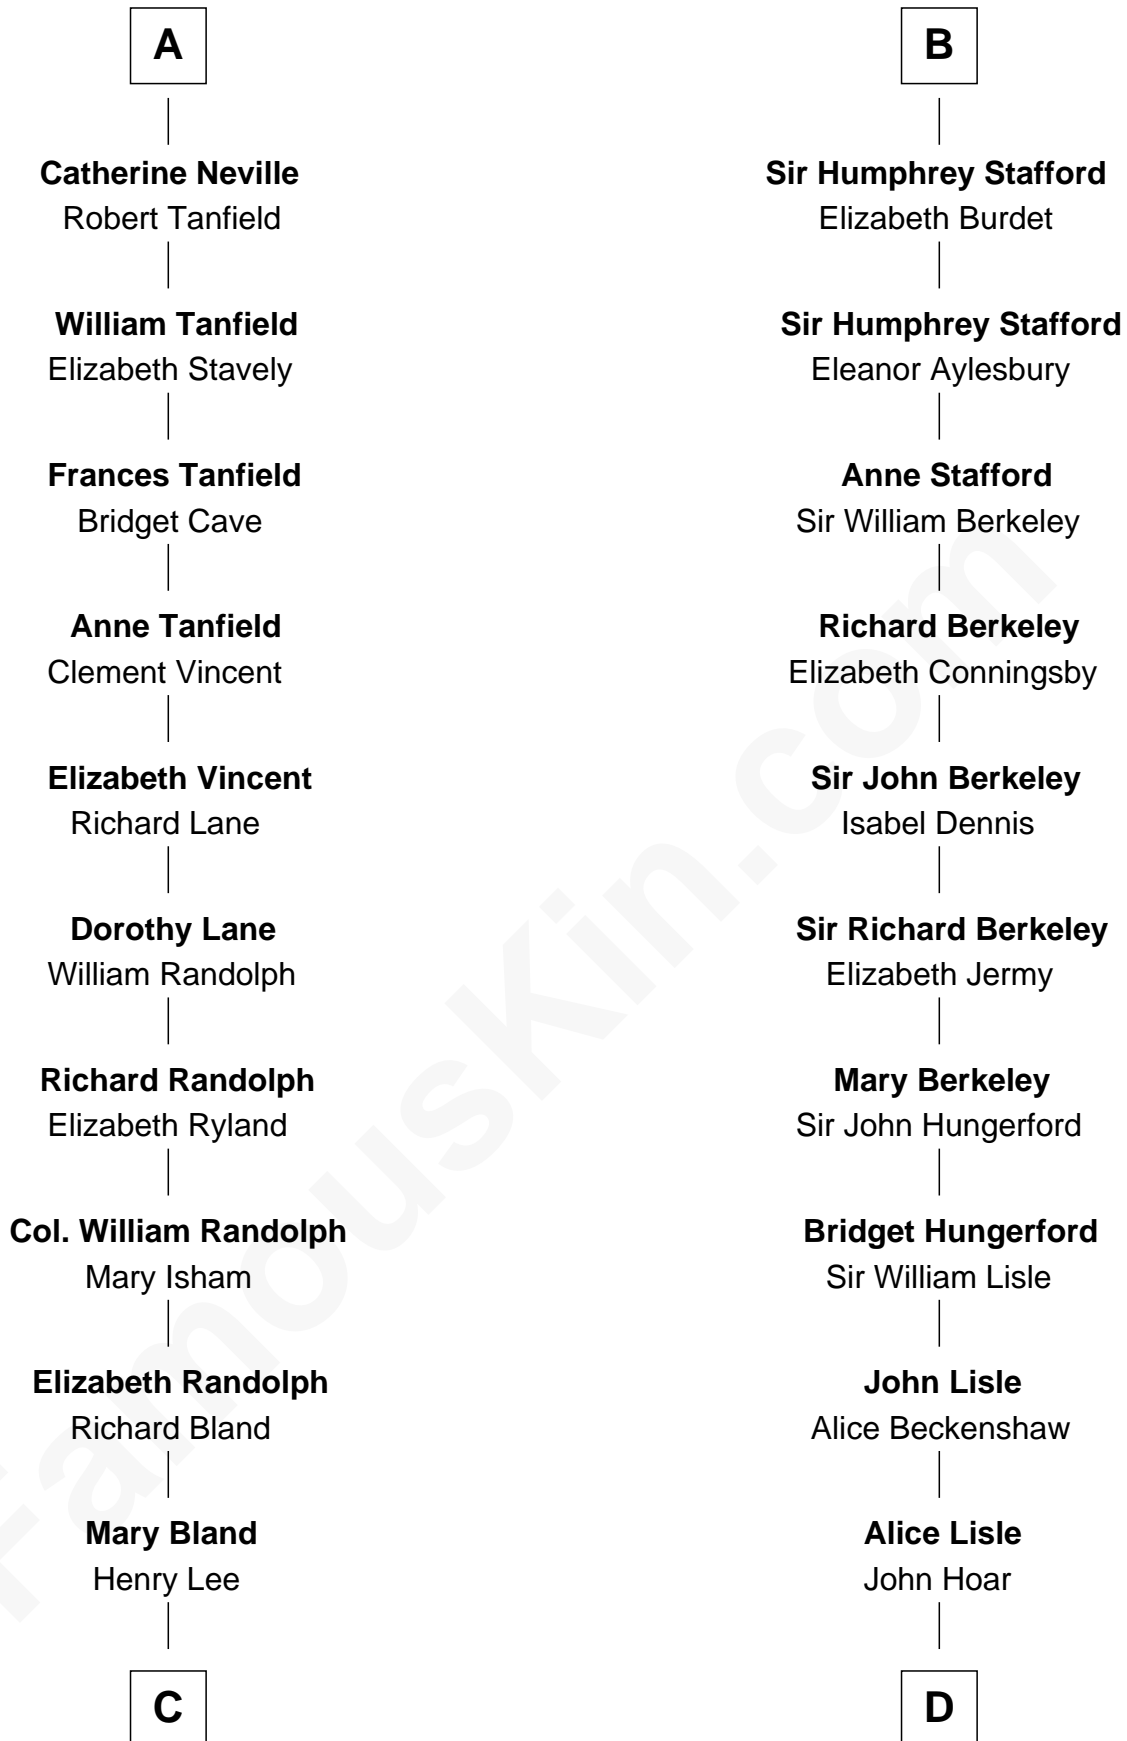 A
Catherine Neville
Robert Tanfield
William Tanfield
Elizabeth Stavely
Frances Tanfield
Bridget Cave
Anne Tanfield
Clement Vincent
Elizabeth Vincent
Richard Lane
Dorothy Lane
William Randolph
Richard Randolph
Elizabeth Ryland
Col. William Randolph
Mary Isham
Elizabeth Randolph
Richard Bland
Mary Bland
Henry Lee
C
B
Sir Humphrey Stafford
Elizabeth Burdet
Sir Humphrey Stafford
Eleanor Aylesbury
Anne Stafford
Sir William Berkeley
Richard Berkeley
Elizabeth Conningsby
Sir John Berkeley
Isabel Dennis
Sir Richard Berkeley
Elizabeth Jermy
Mary Berkeley
Sir John Hungerford
Bridget Hungerford
Sir William Lisle
John Lisle
Alice Beckenshaw
Alice Lisle
John Hoar
D
FamousKin.com